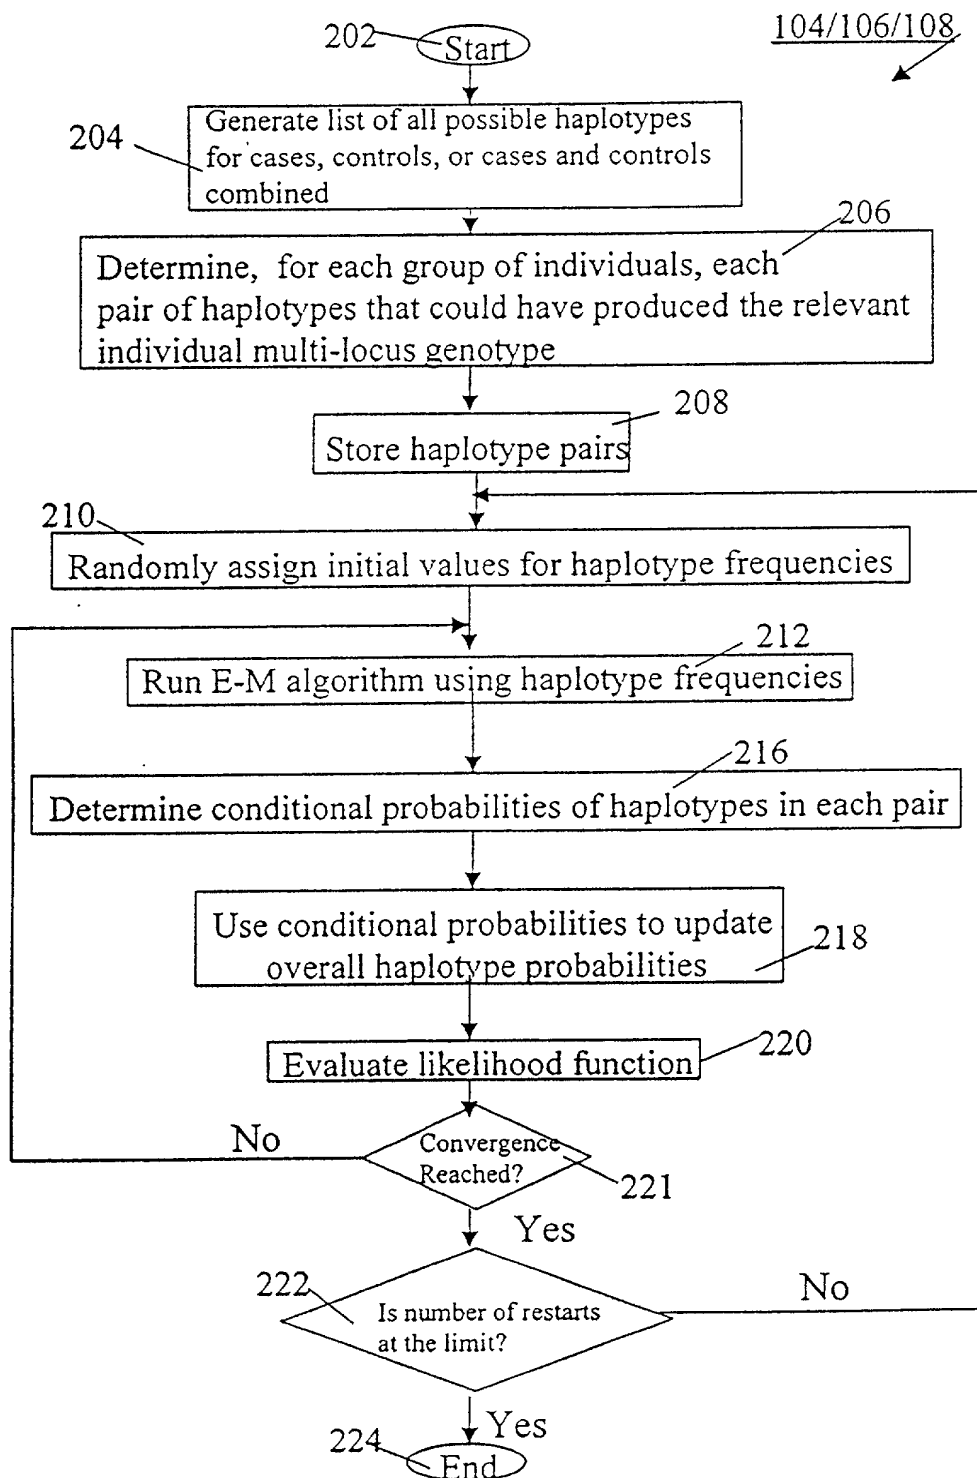 104/106/108
202
Start
204
Generate list of all possible haplotypes
for cases, controls, or cases and controls
combined
206
Determine, for each group of individuals, each
pair of haplotypes that could have produced the relevant
individual multi-locus genotype
208
Store haplotype pairs
210
Randomly assign initial values for haplotype frequencies
212
Run E-M algorithm using haplotype frequencies
216
Determine conditional probabilities of haplotypes in each pair
Use conditional probabilities to update
overall haplotype probabilities
218
Evaluate likelihood function
220
No
Convergence
Reached?
221
Yes
222
Is number of restarts
at the limit?
No
Yes
224
End